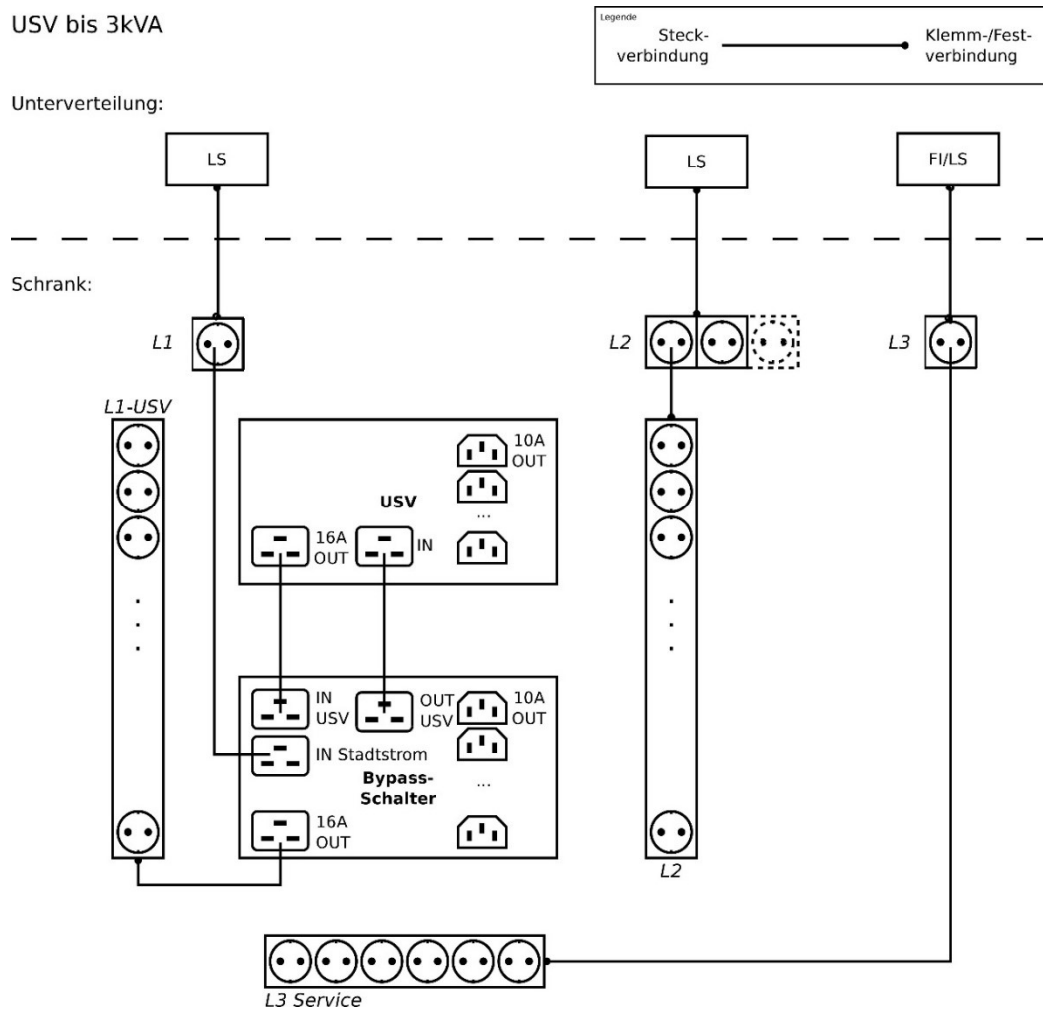 USV bis 3kVA
Legende
Steck-
verbindung
Klemm-/Fest-
verbindung
Unterverteilung:
LS
LS
FI/LS
Schrank:
L1
L2
L3
L1-USV
10A
OUT
USV
...
16A
OUT
IN
IN
USV
OUT
USV
10A
OUT
IN Stadtstrom
Bypass-
Schalter
...
16A
OUT
L2
L3 Service